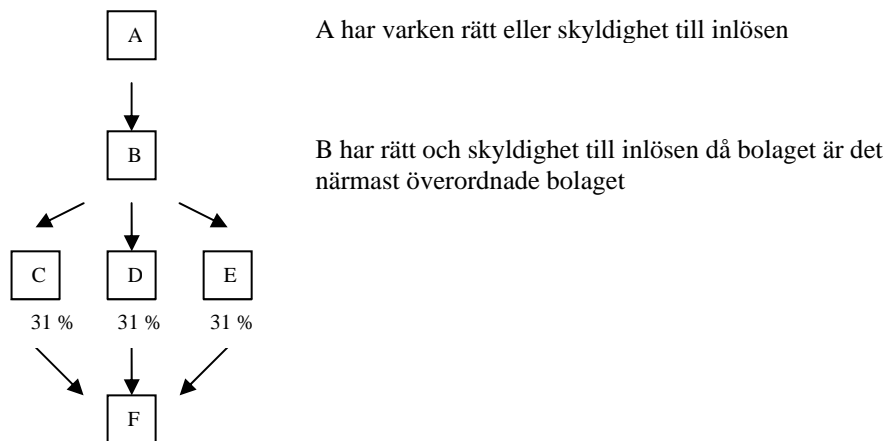 A
A har varken rätt eller skyldighet till inlösen
B
B har rätt och skyldighet till inlösen då bolaget är det
närmast överordnade bolaget
C D E
31 % 31 % 31 %
F